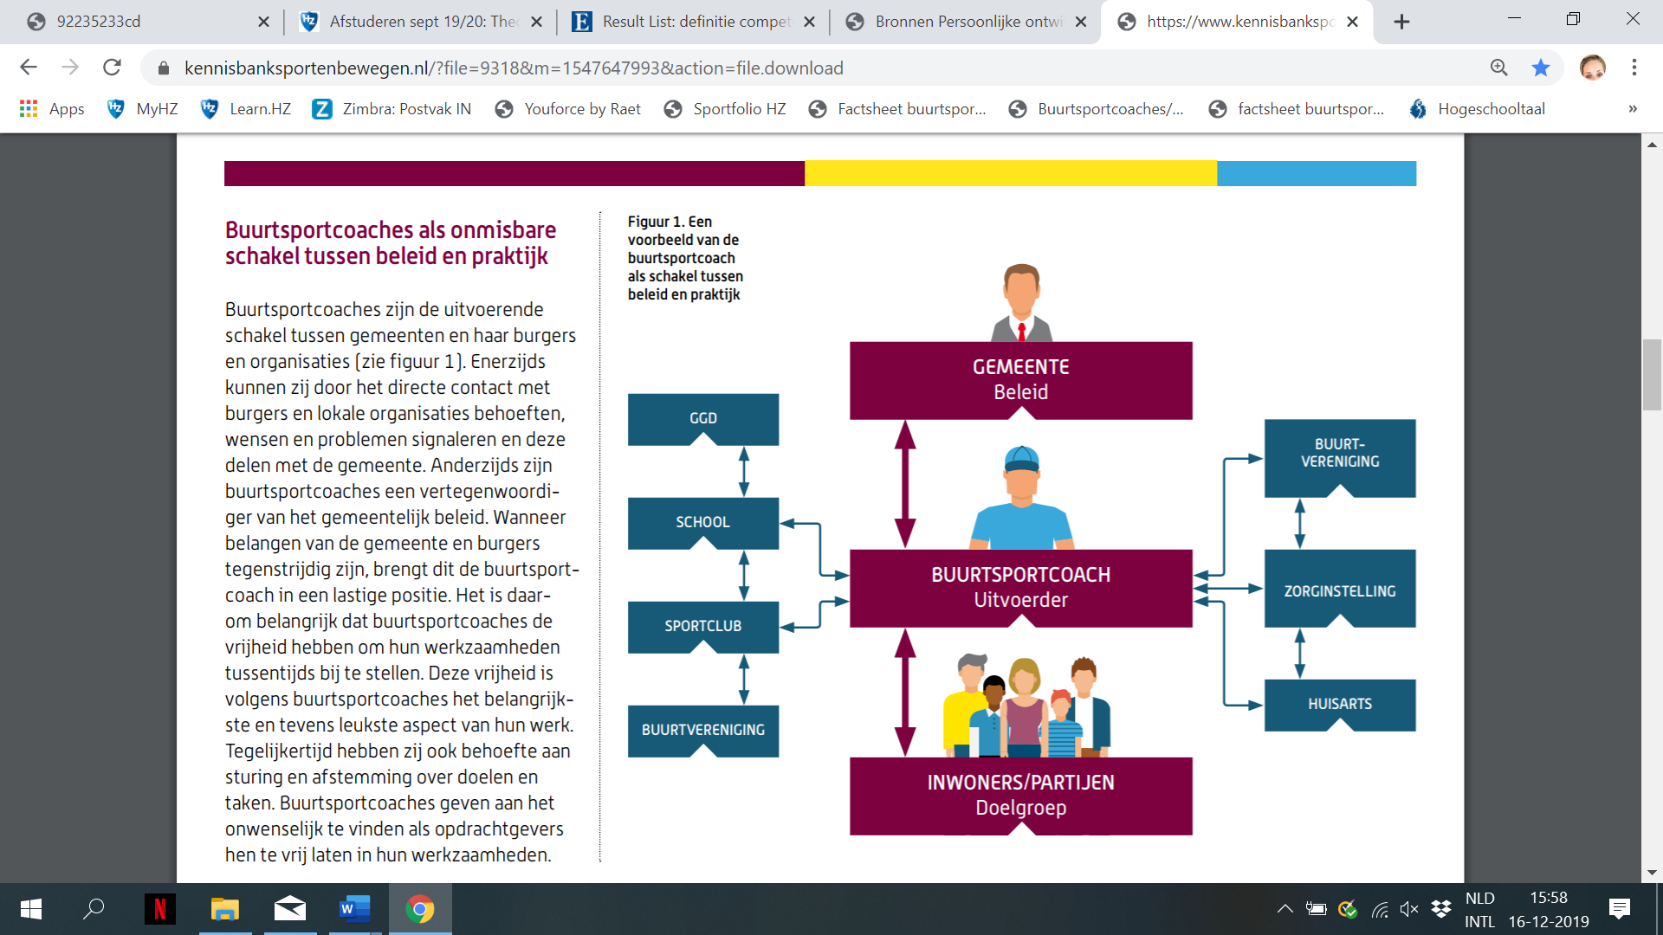 92235233cd
Afstuderen sept 19/20: Theo
Result List: definitie compet
Bronnen Persoonlijke ontwi
https://www.kennisbankspo
kennisbanksportenbewegen.nl/?file=9318&m=1547647993&action=file.download
Apps
MyHZ
Learn.HZ
Zimbra: Postvak IN
Youforce by Raet
Sportfolio HZ
Factsheet buurtspor...
Buurtsportcoaches/...
factsheet buurtspor...
Hogeschooltaal
»
Buurtsportcoaches als onmisbare
schakel tussen beleid en praktijk
Buurtsportcoaches zijn de uitvoerende
schakel tussen gemeenten en haar burgers
en organisaties (zie figuur 1). Enerzijds
kunnen zij door het directe contact met
burgers en lokale organisaties behoeften,
wensen en problemen signaleren en deze
delen met de gemeente. Anderzijds zijn
buurtsportcoaches een vertegenwoordi-
ger van het gemeentelijk beleid. Wanneer
belangen van de gemeente en burgers
tegenstrijdig zijn, brengt dit de buurtsport-
coach in een lastige positie. Het is daar-
om belangrijk dat buurtsportcoaches de
vrijheid hebben om hun werkzaamheden
tussentijds bij te stellen. Deze vrijheid is
volgens buurtsportcoaches het belangrijk-
ste en tevens leukste aspect van hun werk.
Tegelijkertijd hebben zij ook behoefte aan
sturing en afstemming over doelen en
taken. Buurtsportcoaches geven aan het
onwenselijk te vinden als opdrachtgevers
hen te vrij laten in hun werkzaamheden.
Figuur 1. Een
voorbeeld van de
buurtsportcoach
als schakel tussen
beleid en praktijk
GEMEENTE
Beleid
GGD
SCHOOL
SPORTCLUB
BUURTVERENIGING
BUURTSPORTCOACH
Uitvoerder
INWONERS/PARTIJEN
Doelgroep
BUURT-
VERENIGING
ZORGINSTELLING
HUISARTS
NLD
INTL
15:58
16-12-2019